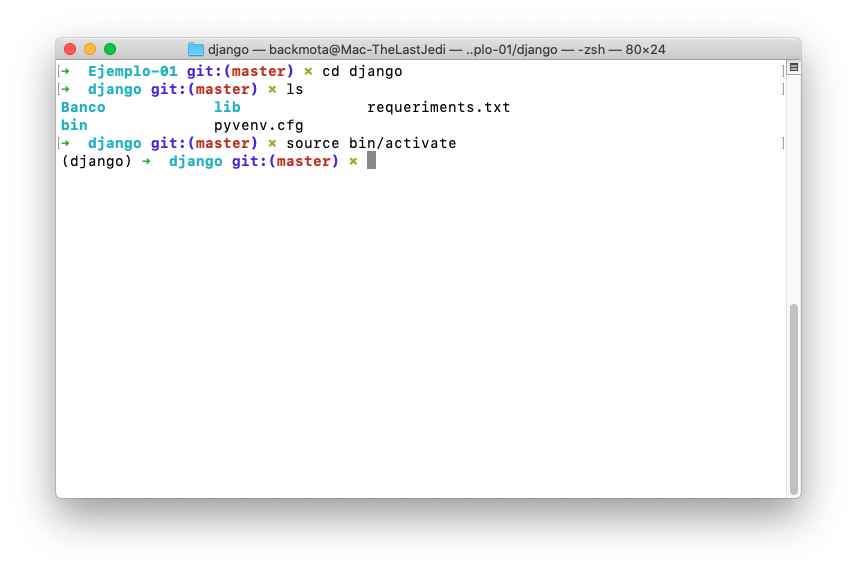 django — backmota@Mac-TheLastJedi — ..plo-01/django — -zsh — 80×24
[➜  Ejemplo-01 git:(master) ✗ cd django ]
[➜  django git:(master) ✗ ls ]
Banco lib requeriments.txt
bin pyvenv.cfg
[➜  django git:(master) ✗ source bin/activate ]
(django) ➜  django git:(master) ✗